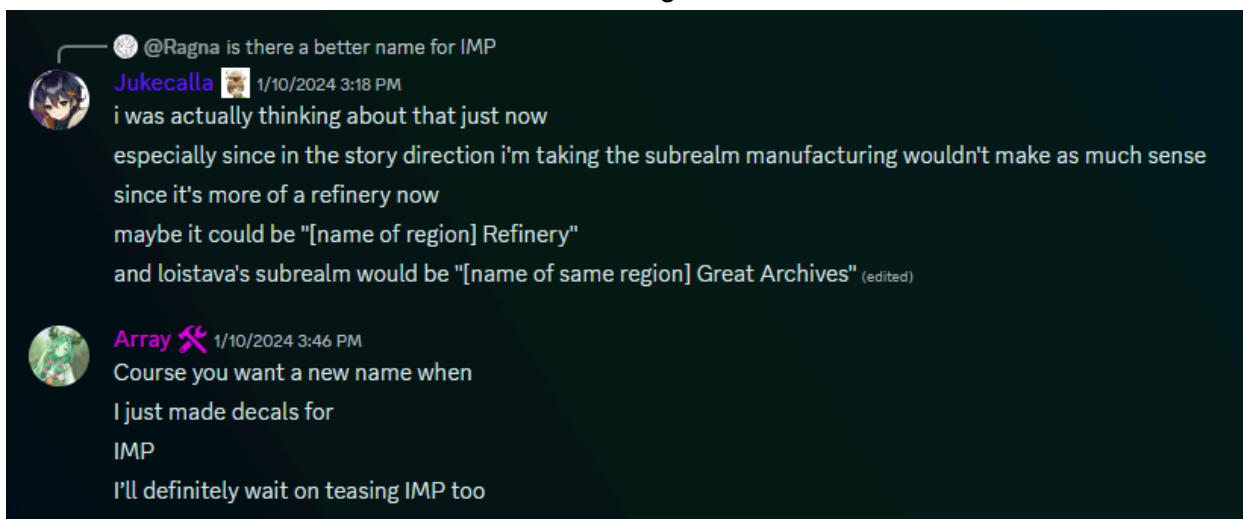 @Ragna is there a better name for IMP
Jukecalla 1/10/2024 3:18 PM
i was actually thinking about that just now
especially since in the story direction i'm taking the subrealm manufacturing wouldn't make as much sense
since it's more of a refinery now
maybe it could be "[name of region] Refinery"
and loistava's subrealm would be "[name of same region] Great Archives" (edited)
Array 1/10/2024 3:46 PM
Course you want a new name when
I just made decals for
IMP
I'll definitely wait on teasing IMP too